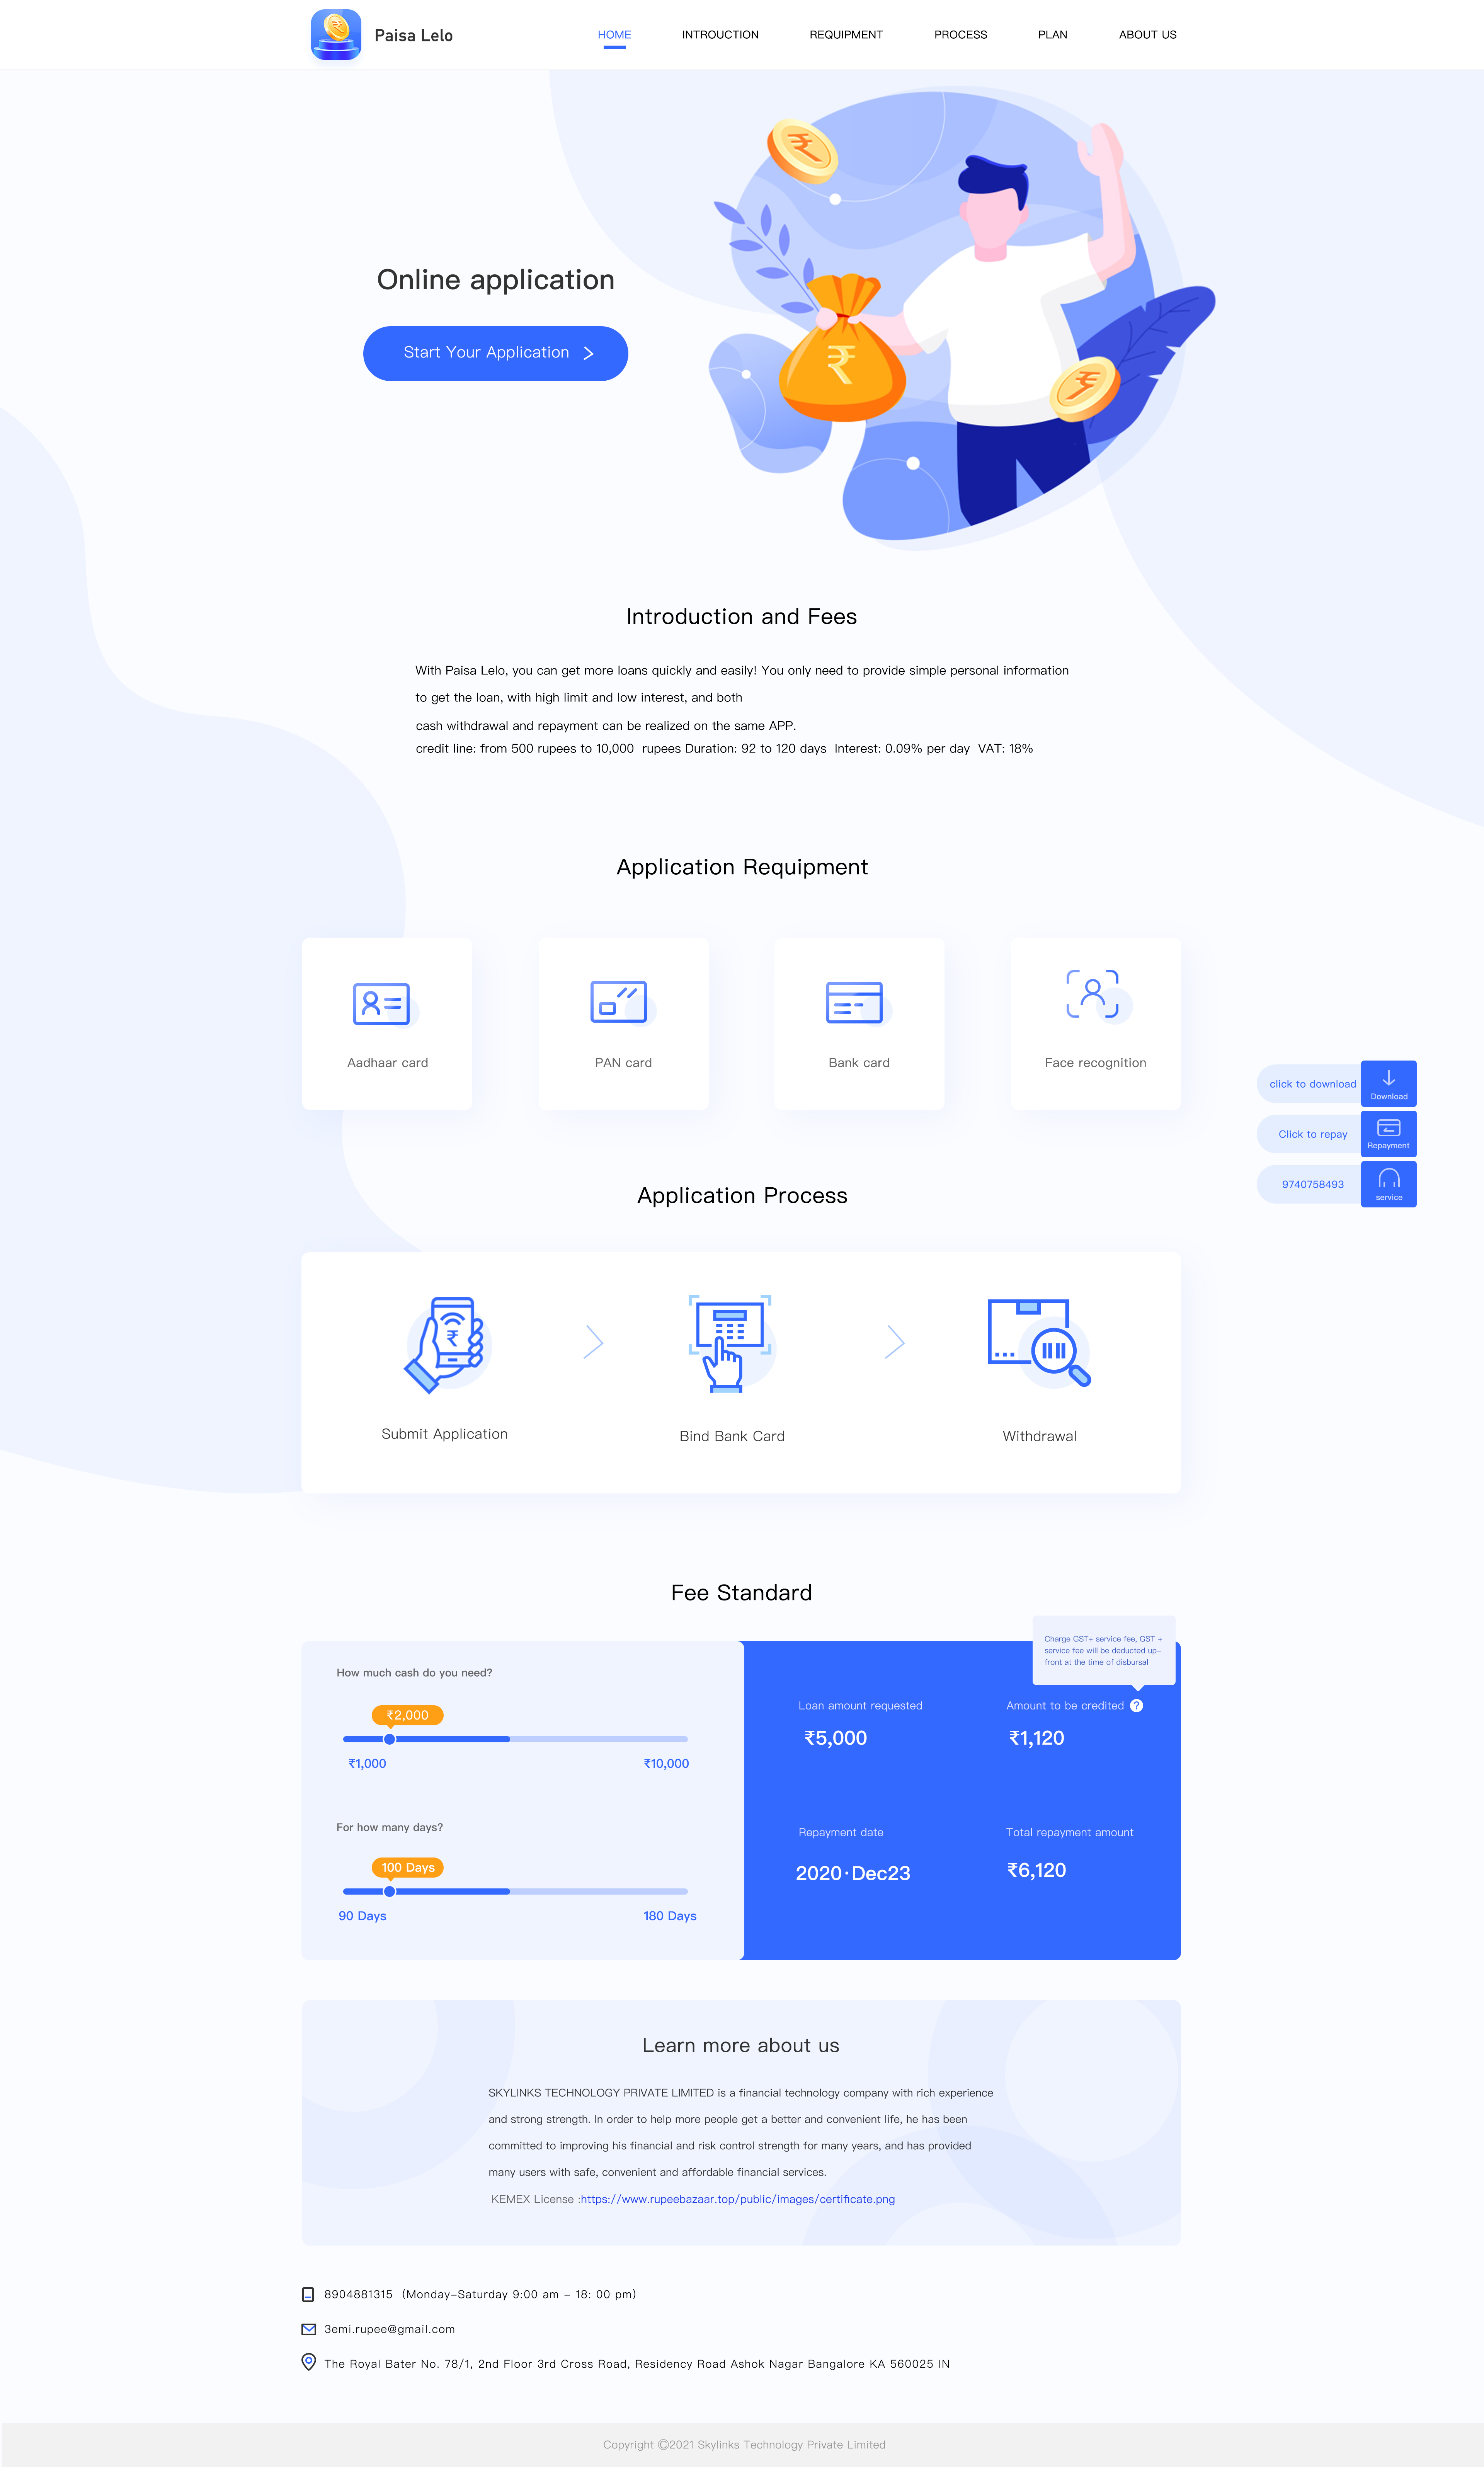 Paisa Lelo
HOME
INTROUCTION
REQUIPMENT
PROCESS
PLAN
ABOUT US
Online application
Start Your Application
Introduction and Fees
With Paisa Lelo, you can get more loans quickly and easily! You only need to provide simple personal information
to get the loan, with high limit and low interest, and both
cash withdrawal and repayment can be realized on the same APP.
credit line: from 500 rupees to 10,000 rupees Duration: 92 to 120 days Interest: 0.09% per day VAT: 18%
Application Requipment
Aadhaar card
PAN card
Bank card
Face recognition
click to download
Download
Click to repay
Repayment
9740758493
service
Application Process
Submit Application
Bind Bank Card
Withdrawal
Fee Standard
Charge GST+ service fee, GST +
service fee will be deducted up-
front at the time of disbursal
How much cash do you need?
₹2,000
₹1,000
₹10,000
For how many days?
100 Days
90 Days
180 Days
Loan amount requested
₹5,000
Amount to be credited ?
₹1,120
Repayment date
2020·Dec23
Total repayment amount
₹6,120
Learn more about us
SKYLINKS TECHNOLOGY PRIVATE LIMITED is a financial technology company with rich experience
and strong strength. In order to help more people get a better and convenient life, he has been
committed to improving his financial and risk control strength for many years, and has provided
many users with safe, convenient and affordable financial services.
KEMEX License :https://www.rupeebazaar.top/public/images/certificate.png
8904881315 (Monday-Saturday 9:00 am - 18: 00 pm)
3emi.rupee@gmail.com
The Royal Bater No. 78/1, 2nd Floor 3rd Cross Road, Residency Road Ashok Nagar Bangalore KA 560025 IN
Copyright ©2021 Skylinks Technology Private Limited